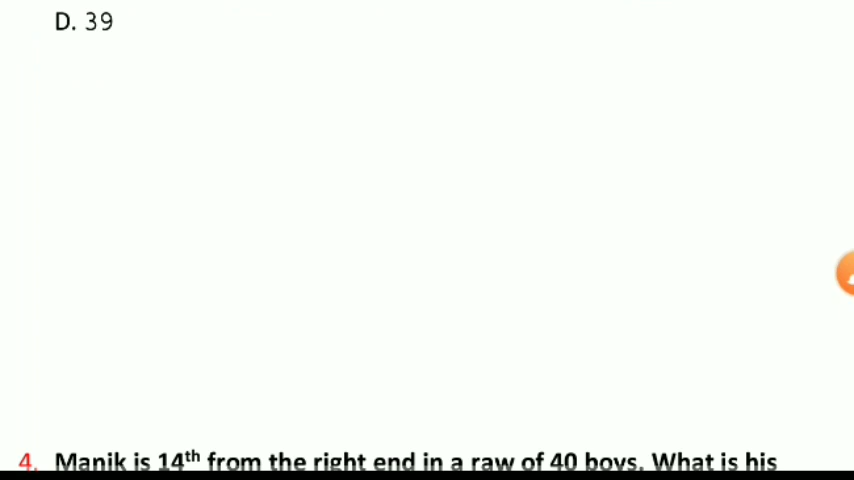 D. 39
4. Manik is 14th from the right end in a raw of 40 boys. What is his